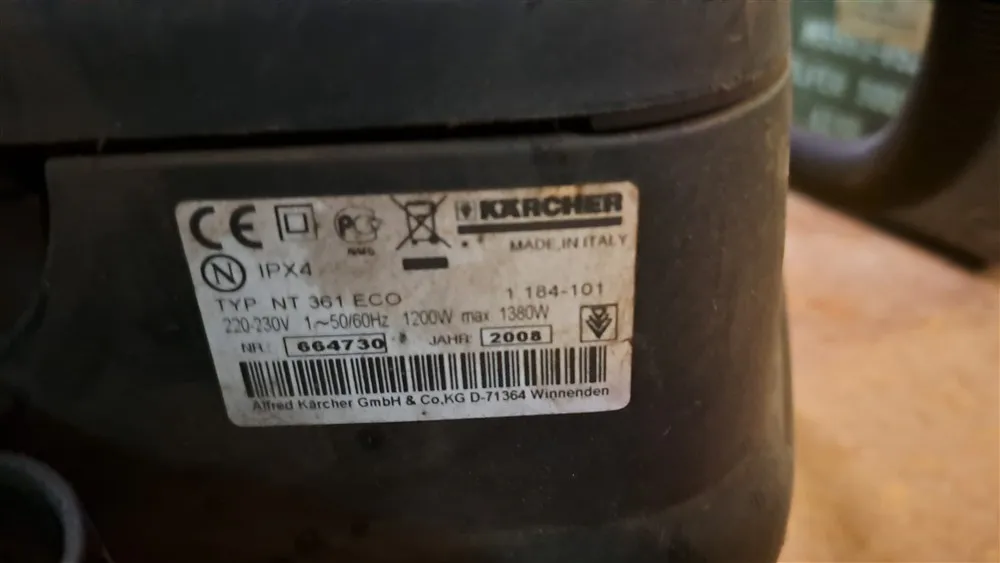 CE
KÄRCHER
MADE IN ITALY
N IPX4
TYP NT 361 ECO 1 184-101
220-230V 1~50/60Hz 1200W max 1380W
NR.: 664730 JAHR: 2008
Alfred Kärcher GmbH & Co.KG D-71364 Winnenden